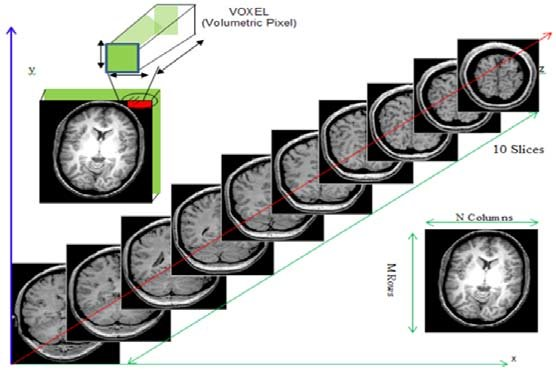 VOXEL
(Volumetric Pixel)
y
z
10 Slices
N Columns
M Rows
x